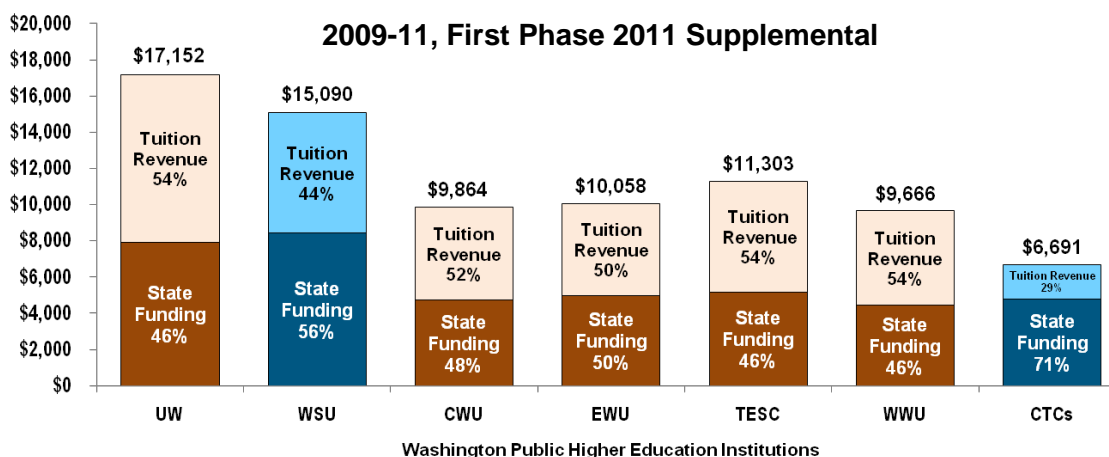 2009-11, First Phase 2011 Supplemental
$20,000
$18,000
$16,000
$14,000
$12,000
$10,000
$8,000
$6,000
$4,000
$2,000
$0
$17,152
Tuition
Revenue
54%
State
Funding
46%
$15,090
Tuition
Revenue
44%
State
Funding
56%
$9,864
Tuition
Revenue
52%
State
Funding
48%
$10,058
Tuition
Revenue
50%
State
Funding
50%
$11,303
Tuition
Revenue
54%
State
Funding
46%
$9,666
Tuition
Revenue
54%
State
Funding
46%
$6,691
Tuition Revenue
29%
State
Funding
71%
UW WSU CWU EWU TESC WWU CTCs
Washington Public Higher Education Institutions